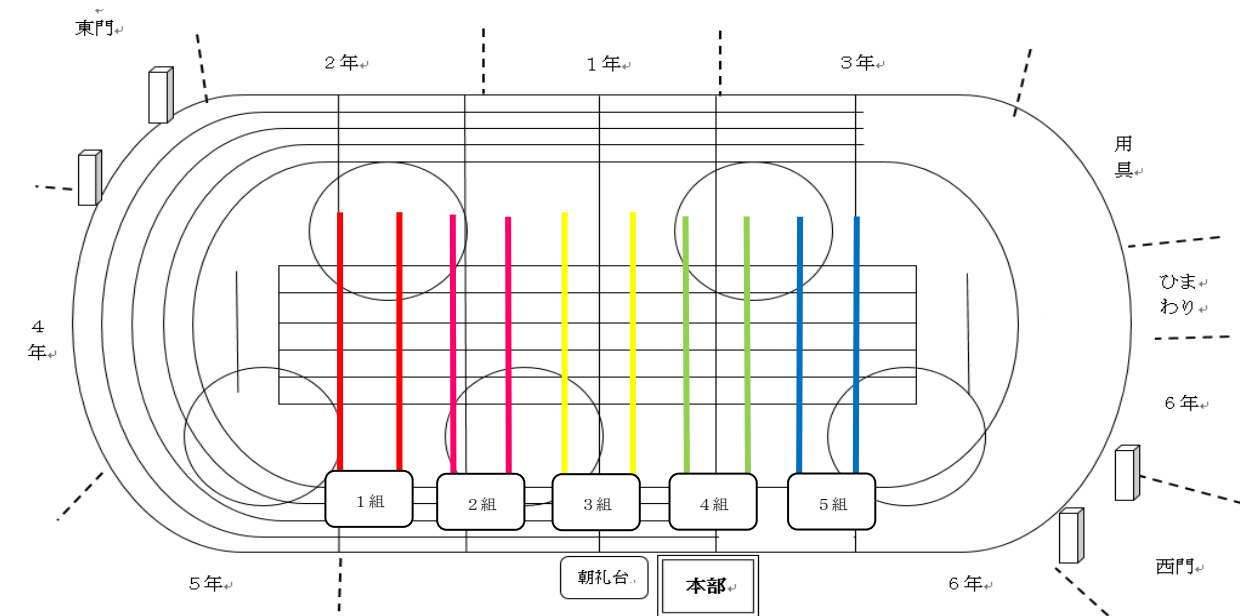 東門
２年
１年
３年
用
具
ひま
わり
４
年
６年
１組
２組
３組
４組
５組
５年
朝礼台
本部
６年
西門